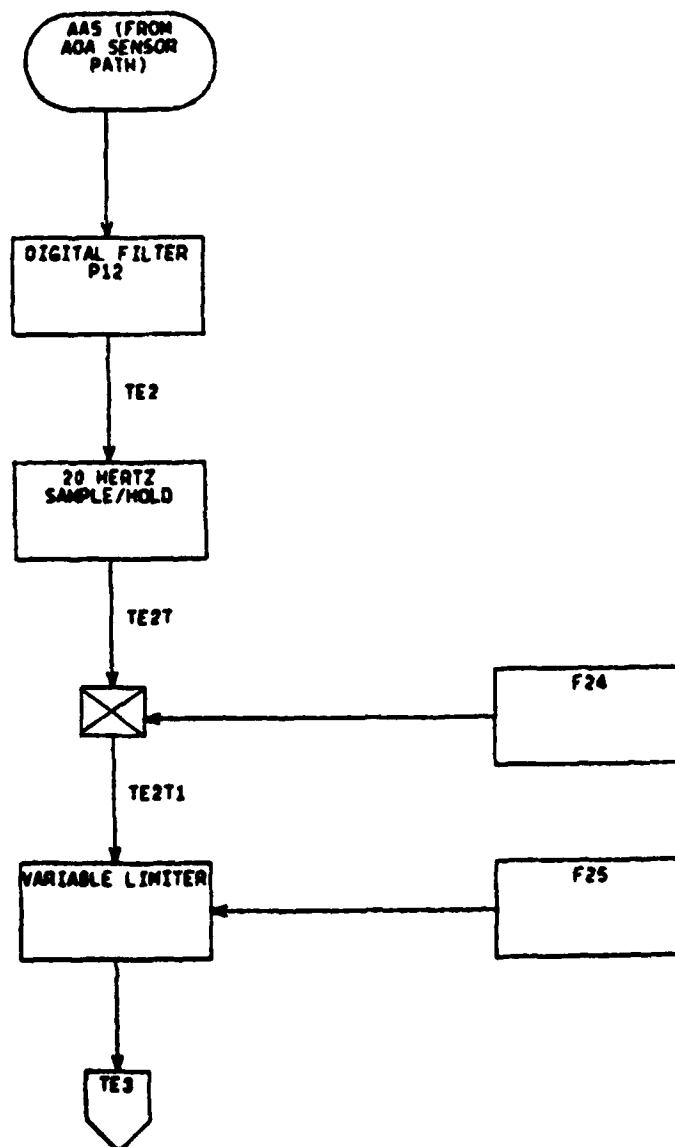 AA5 (FROM
AOA SENSOR
PATH)
DIGITAL FILTER
P12
TE2
20 HERTZ
SAMPLE/HOLD
TE2T
F24
TE2T1
VARIABLE LIMITER
F25
TE3